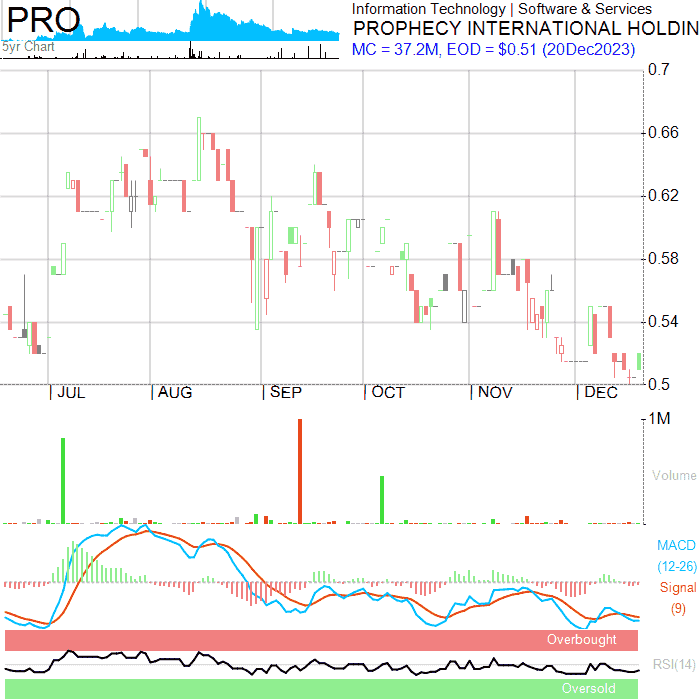 PRO
5yr Chart
Information Technology | Software & Services
PROPHECY INTERNATIONAL HOLDIN
MC = 37.2M, EOD = $0.51 (20Dec2023)
0.7
0.66
0.62
0.58
0.54
0.5
JUL AUG SEP OCT NOV DEC
1M
Volume
MACD
(12-26)
Signal
(9)
Overbought
RSI(14)
Oversold